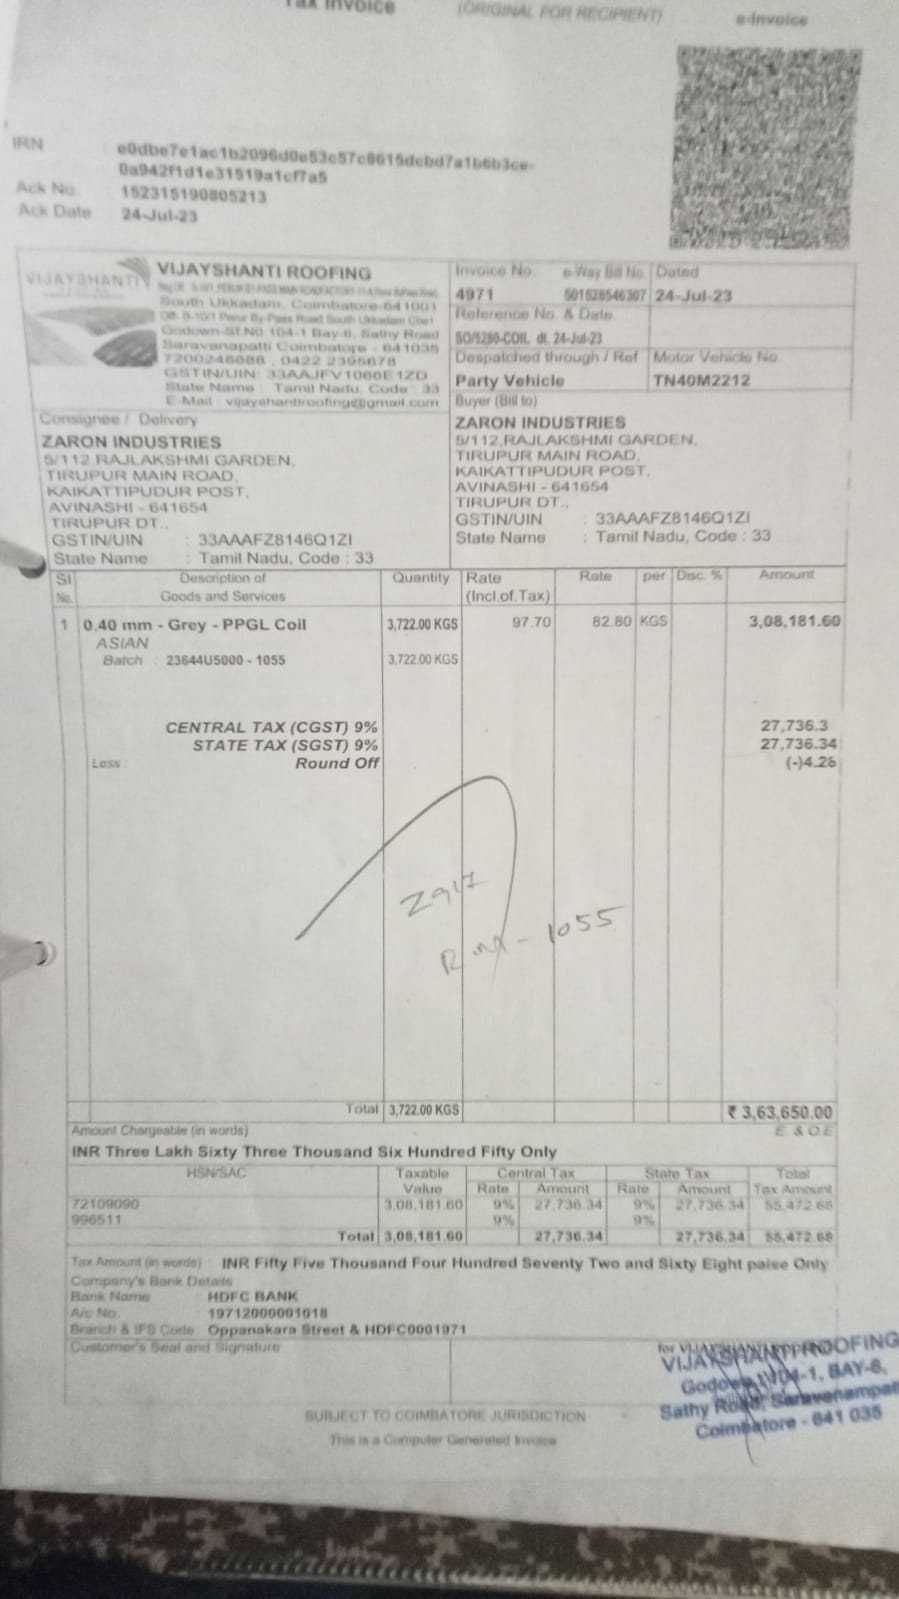 Tax Invoice (ORIGINAL FOR RECIPIENT) e-Invoice
IRN e0dbe7e1ac1b2096d0e53c57c8615dcbd7a1b6b3ce-
0a942f1d1e31519a1cf7a5
Ack No. 152315190805213
Ack Date 24-Jul-23
VIJAYSHANTI
VIJAYSHANTI ROOFING
South Ukkadam, Coimbatore-641001
Godown-Sf.No 104-1 Bay-6, Sathy Road
Saravanapatti Coimbatore - 641035
7200248888 , 0422 2395678
GSTIN/UIN: 33AAJFV1066E1ZD
State Name : Tamil Nadu, Code : 33
E-Mail : vijayshantiroofing@gmail.com
Invoice No. e-Way Bill No. Dated
4971 501528546307 24-Jul-23
Reference No. & Date
SO/5280-COIL dt. 24-Jul-23
Despatched through / Ref Motor Vehicle No.
Party Vehicle TN40M2212
Consignee / Delivery
ZARON INDUSTRIES
5/112,RAJLAKSHMI GARDEN,
TIRUPUR MAIN ROAD,
KAIKATTIPUDUR POST,
AVINASHI - 641654
TIRUPUR DT.,
GSTIN/UIN : 33AAAFZ8146Q1ZI
State Name : Tamil Nadu, Code : 33
Buyer (Bill to)
ZARON INDUSTRIES
5/112,RAJLAKSHMI GARDEN,
TIRUPUR MAIN ROAD,
KAIKATTIPUDUR POST,
AVINASHI - 641654
TIRUPUR DT.,
GSTIN/UIN : 33AAAFZ8146Q1ZI
State Name : Tamil Nadu, Code : 33
Sl Description of Quantity Rate Rate per Disc. % Amount
No. Goods and Services (Incl.of.Tax)
1 0.40 mm - Grey - PPGL Coil 3,722.00 KGS 97.70 82.80 KGS 3,08,181.60
ASIAN
Batch : 23644U5000 - 1055 3,722.00 KGS
CENTRAL TAX (CGST) 9% 27,736.3
STATE TAX (SGST) 9% 27,736.34
Less : Round Off (-)4.28
1055
Total 3,722.00 KGS ₹ 3,63,650.00
Amount Chargeable (in words) E & O.E
INR Three Lakh Sixty Three Thousand Six Hundred Fifty Only
HSN/SAC Taxable Central Tax State Tax Total
Value Rate Amount Rate Amount Tax Amount
72109090 3,08,181.60 9% 27,736.34 9% 27,736.34 55,472.68
996511 9% 9%
Total 3,08,181.60 27,736.34 27,736.34 55,472.68
Tax Amount (in words) : INR Fifty Five Thousand Four Hundred Seventy Two and Sixty Eight paise Only
Company's Bank Details
Bank Name : HDFC BANK
A/c No. : 19712000001018
Branch & IFS Code : Oppanakara Street & HDFC0001971
Customer's Seal and Signature
for VIJAYSHANTI ROOFING
Godown 104-1, BAY-6,
Sathy Road, Saravanampat
Coimbatore - 641 035
SUBJECT TO COIMBATORE JURISDICTION
This is a Computer Generated Invoice